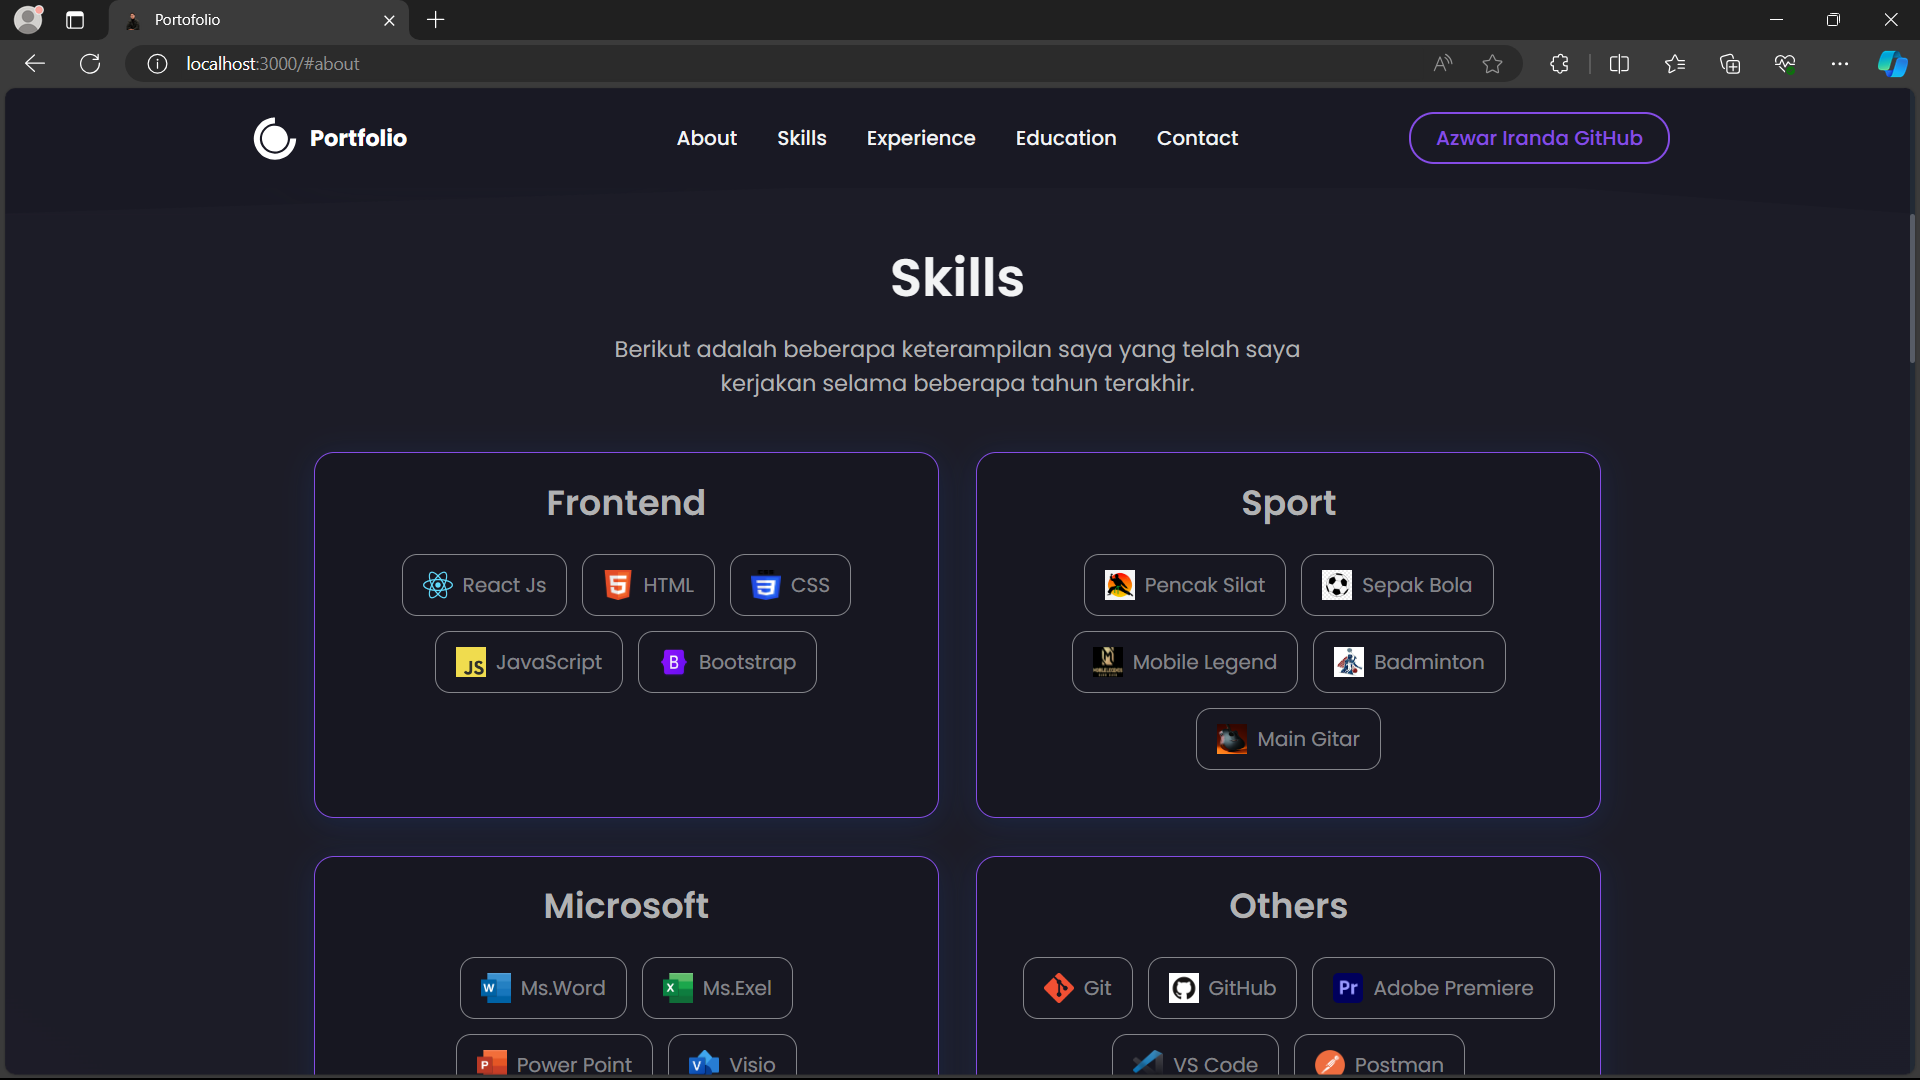 Portofolio
localhost:3000/#about
Portfolio
About
Skills
Experience
Education
Contact
Azwar Iranda GitHub
Skills
Berikut adalah beberapa keterampilan saya yang telah saya
kerjakan selama beberapa tahun terakhir.
Frontend
React Js
HTML
CSS
JavaScript
Bootstrap
Sport
Pencak Silat
Sepak Bola
Mobile Legend
Badminton
Main Gitar
Microsoft
Ms.Word
Ms.Exel
Power Point
Visio
Others
Git
GitHub
Adobe Premiere
VS Code
Postman